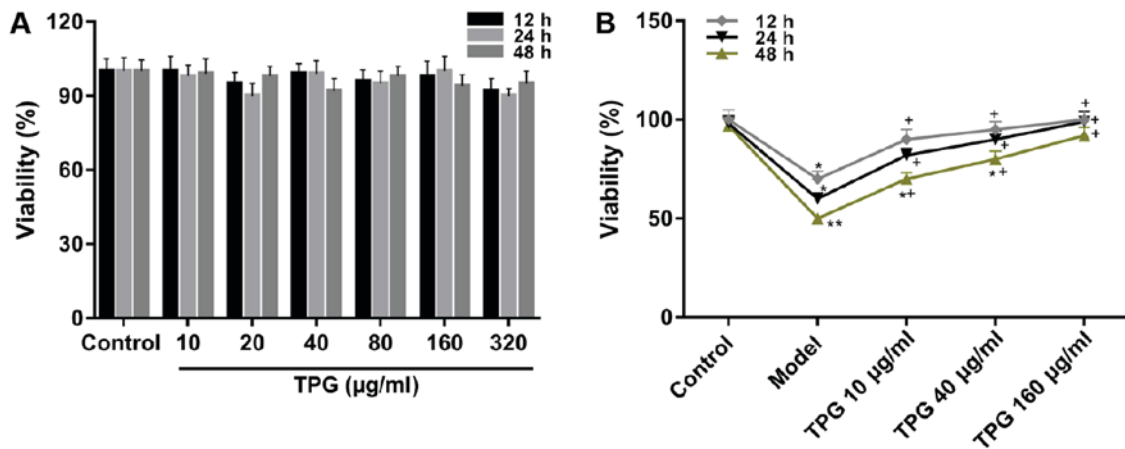 A
12 h
24 h
48 h
Viability (%)
120
90
60
30
0
Control 10 20 40 80 160 320
TPG (μg/ml)
B
12 h
24 h
48 h
Viability (%)
150
100
50
0
*
*
**
+
+
*+
+
+
*+
+
+
+
Control
Model
TPG 10 μg/ml
TPG 40 μg/ml
TPG 160 μg/ml